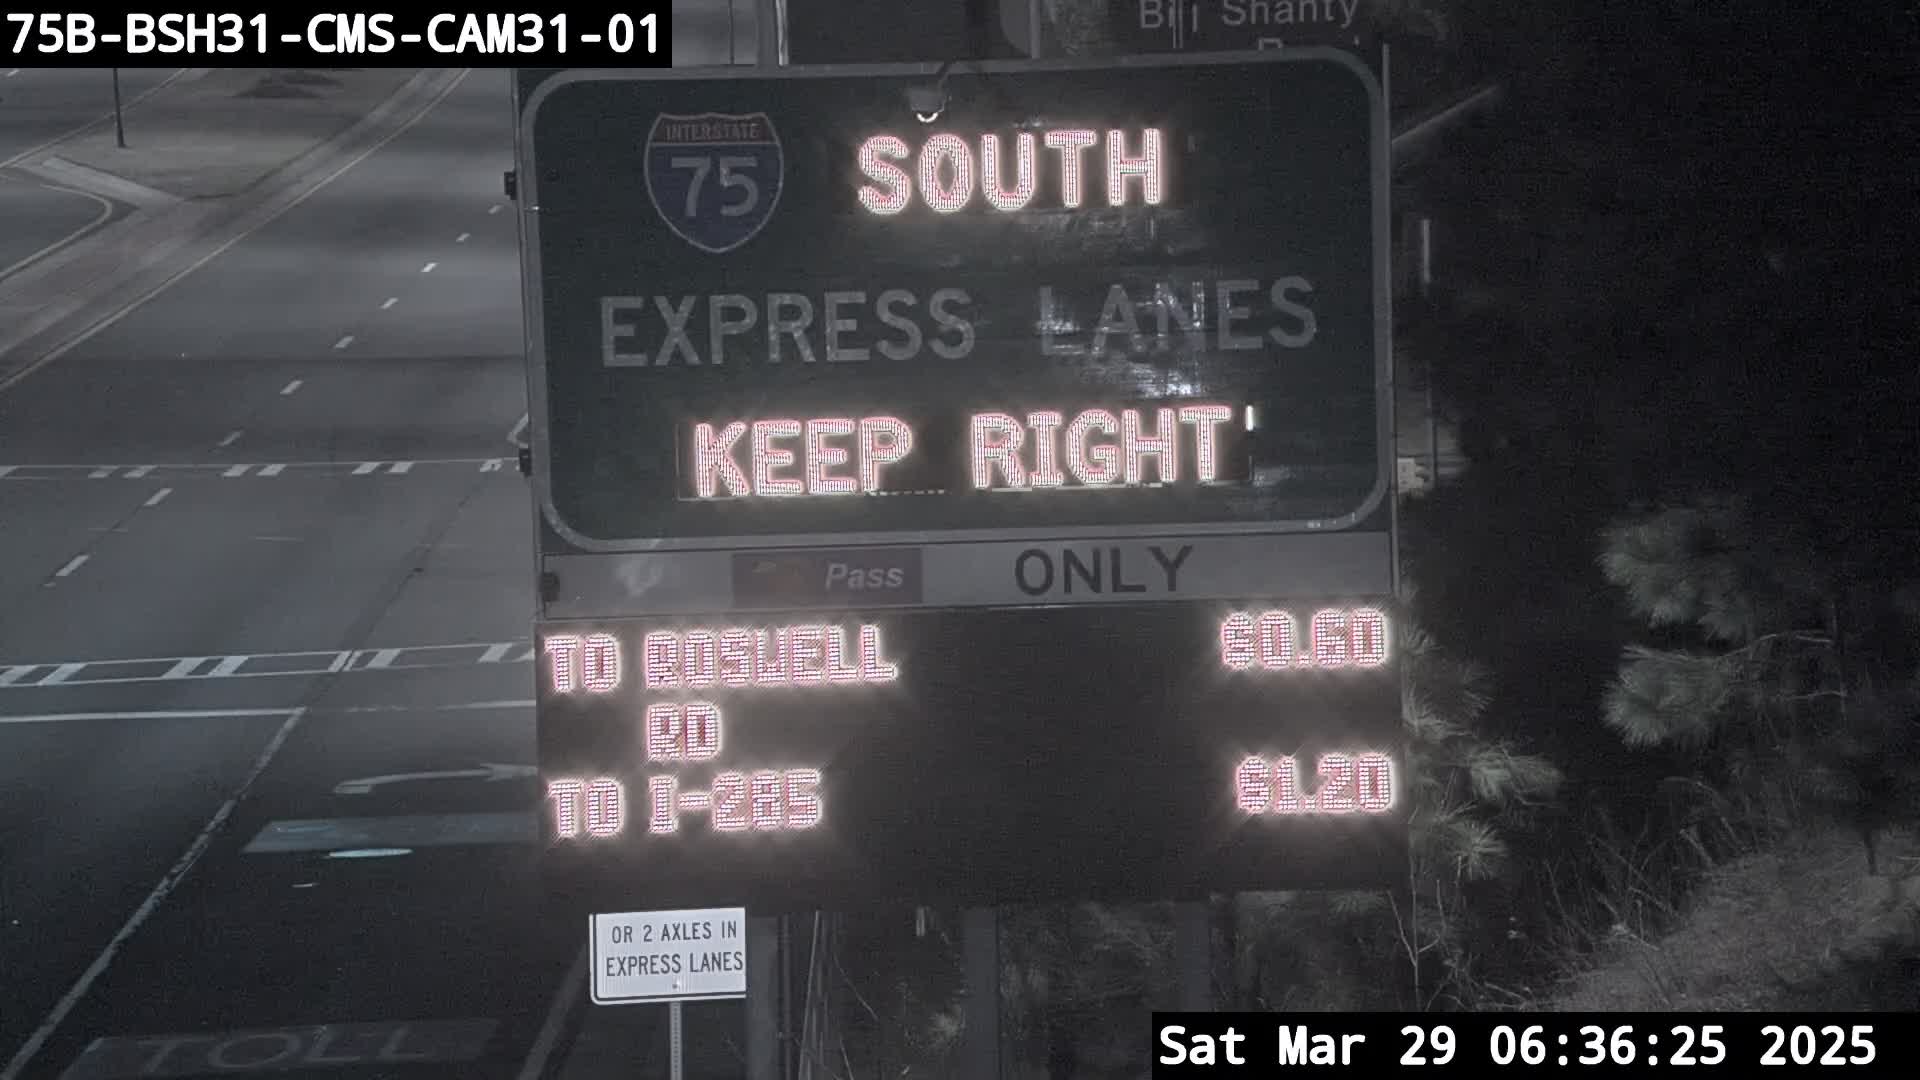 75B-BSH31-CMS-CAM31-01
Shanty
INTERSTATE
75
SOUTH
EXPRESS LANES
KEEP RIGHT
Pass
ONLY
TO ROSWELL $0.60
RD
TO I-285 $1.20
OR 2 AXLES IN
EXPRESS LANES
TOLL
Sat Mar 29 06:36:25 2025